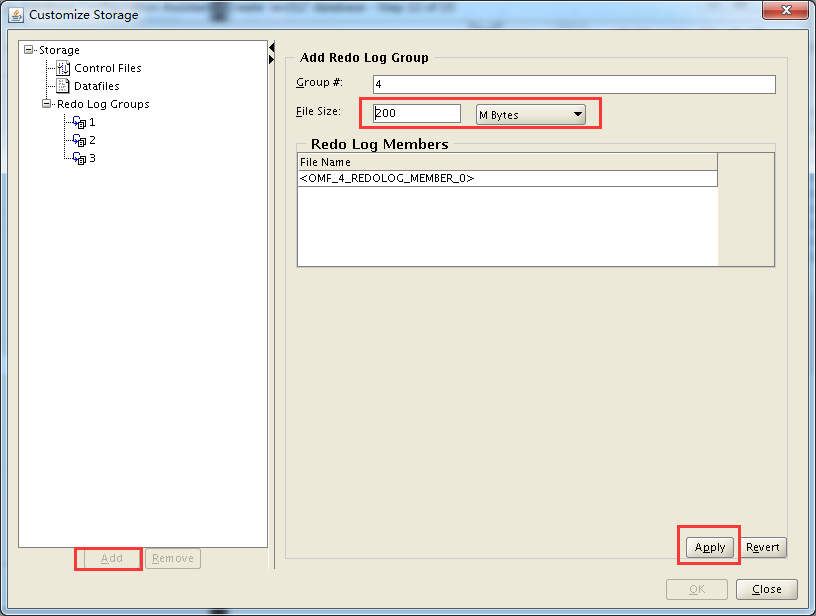 Customize Storage
Storage
Control Files
Datafiles
Redo Log Groups
1
2
3
Add
Remove
Add Redo Log Group
Group #:
4
File Size:
200
M Bytes
Redo Log Members
File Name
<OMF_4_REDOLOG_MEMBER_0>
Apply
Revert
OK
Close